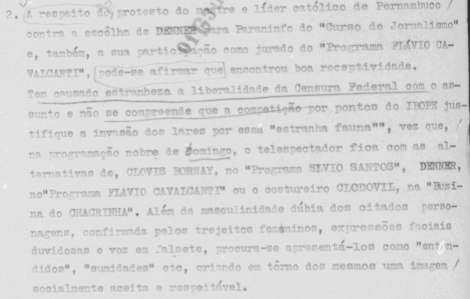 2. A respeito do protesto do       e líder católico de Pernambuco /
contra a escôlha de DENNER para Paraninfo do "Curso de Jornalismo"
e, também, a sua participação como jurado do "Programa FLÁVIO CA-
VALCANTI", pode-se afirmar que encontrou boa receptividade.
Tem causado estranheza a liberalidade da Censura Federal com o as-
sunto e não se compreende que a competição por pontos do IBOPE jus-
tifique a invasão dos lares por essa "estranha fauna"", vez que, /
na programação nobre de domingo, o telespectador fica com as al-
ternativas de, CLOVIS BORNAY, no "Programa SILVIO SANTOS", DENNER,
no"Programa FLAVIO CAVALCANTI" ou o costureiro CLODOVIL, na "Buzi-
na do CHACRINHA". Além da masculinidade dúbia dos citados perso-
nagens, confirmada pelos trejeitos femininos, expressões faciais
duvidosas e voz em falsete, procura-se apresentá-los como "enten-
didos", "sumidades" etc, criando em tôrno dos mesmos uma imagem /
socialmente aceita e respeitável.